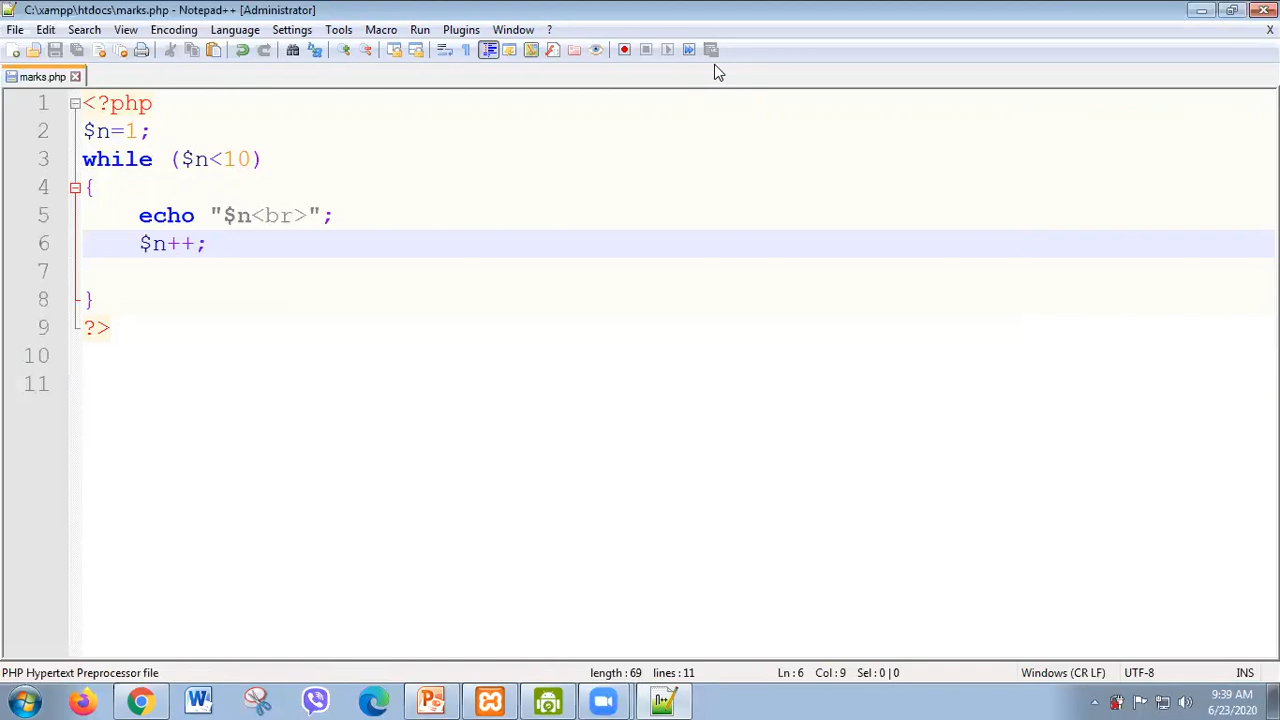 C:\xampp\htdocs\marks.php - Notepad++ [Administrator]
File Edit Search View Encoding Language Settings Tools Macro Run Plugins Window ? X
marks.php
1 <?php
2 $n=1;
3 while ($n<10)
4 {
5 echo "$n<br>";
6 $n++;
7
8 }
9 ?>
10
11
PHP Hypertext Preprocessor file length : 69 lines : 11 Ln : 6 Col : 9 Sel : 0 | 0 Windows (CR LF) UTF-8 INS
9:39 AM
6/23/2020